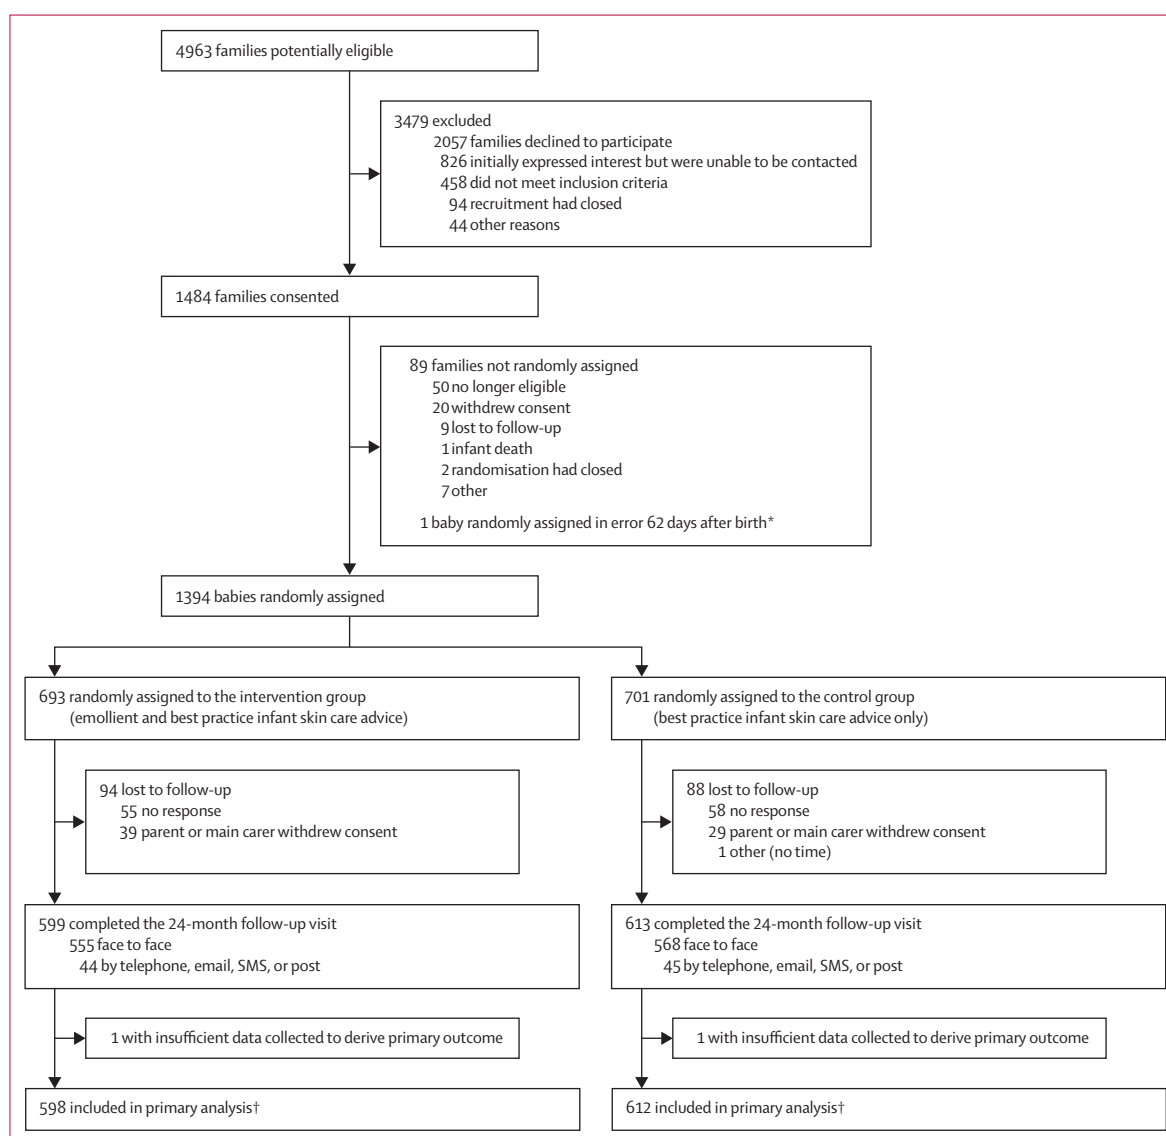 4963 families potentially eligible
3479 excluded
2057 families declined to participate
826 initially expressed interest but were unable to be contacted
458 did not meet inclusion criteria
94 recruitment had closed
44 other reasons
1484 families consented
89 families not randomly assigned
50 no longer eligible
20 withdrew consent
9 lost to follow-up
1 infant death
2 randomisation had closed
7 other
1 baby randomly assigned in error 62 days after birth*
1394 babies randomly assigned
693 randomly assigned to the intervention group
(emollient and best practice infant skin care advice)
701 randomly assigned to the control group
(best practice infant skin care advice only)
94 lost to follow-up
55 no response
39 parent or main carer withdrew consent
88 lost to follow-up
58 no response
29 parent or main carer withdrew consent
1 other (no time)
599 completed the 24-month follow-up visit
555 face to face
44 by telephone, email, SMS, or post
613 completed the 24-month follow-up visit
568 face to face
45 by telephone, email, SMS, or post
1 with insufficient data collected to derive primary outcome
1 with insufficient data collected to derive primary outcome
598 included in primary analysis†
612 included in primary analysis†